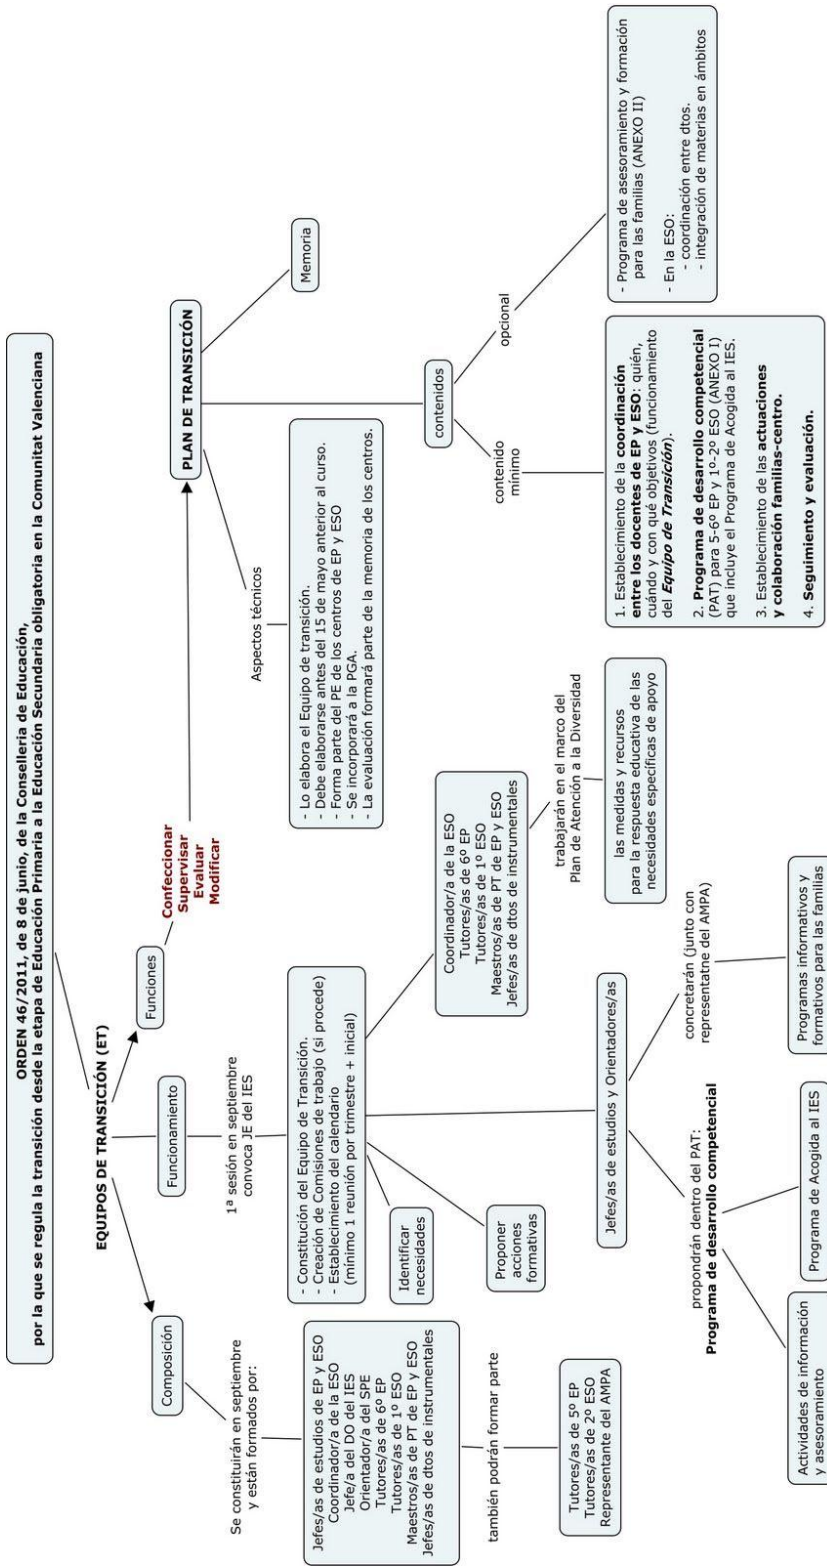 ORDEN 46/2011, de 8 de junio, de la Conselleria de Educación,
por la que se regula la transición desde la etapa de Educación Primaria a la Educación Secundaria obligatoria en la Comunitat Valenciana
EQUIPOS DE TRANSICIÓN (ET)
Composición
Se constituirán en septiembre
y están formados por:
Jefes/as de estudios de EP y ESO
Coordinador/a de la ESO
Jefe/a del DO del IES
Orientador/a del SPE
Tutores/as de 6º EP
Tutores/as de 1º ESO
Maestros/as de PT de EP y ESO
Jefes/as de dtos de instrumentales
también podrán formar parte
Tutores/as de 5º EP
Tutores/as de 2º ESO
Representante del AMPA
Funcionamiento
1ª sesión en septiembre
convoca JE del IES
- Constitución del Equipo de Transición.
- Creación de Comisiones de trabajo (si procede)
- Establecimiento del calendario
(mínimo 1 reunión por trimestre + inicial)
Identificar
necesidades
Proponer
acciones
formativas
Jefes/as de estudios y Orientadores/as
propondrán dentro del PAT:
Programa de desarrollo competencial
Actividades de información
y asesoramiento
Programa de Acogida al IES
concretarán (junto con
representatne del AMPA)
Programas informativos y
formativos para las familias
Coordinador/a de la ESO
Tutores/as de 6º EP
Tutores/as de 1º ESO
Maestros/as de PT de EP y ESO
Jefes/as de dtos de instrumentales
trabajarán en el marco del
Plan de Atención a la Diversidad
las medidas y recursos
para la respuesta educativa de las
necesidades específicas de apoyo
Funciones
Confeccionar
Supervisar
Evaluar
Modificar
PLAN DE TRANSICIÓN
Aspectos técnicos
- Lo elabora el Equipo de transición.
- Debe elaborarse antes del 15 de mayo anterior al curso.
- Forma parte del PE de los centros de EP y ESO
- Se incorporará a la PGA.
- La evaluación formará parte de la memoria de los centros.
contenidos
contenido
mínimo
1. Establecimiento de la coordinación
entre los docentes de EP y ESO: quién,
cuándo y con qué objetivos (funcionamiento
del Equipo de Transición).
2. Programa de desarrollo competencial
(PAT) para 5-6º EP y 1º-2º ESO (ANEXO I)
que incluye el Programa de Acogida al IES.
3. Establecimiento de las actuaciones
y colaboración familias-centro.
4. Seguimiento y evaluación.
opcional
- Programa de asesoramiento y formación
para las familias (ANEXO II)
- En la ESO:
- coordinación entre dtos.
- integración de materias en ámbitos
Memoria